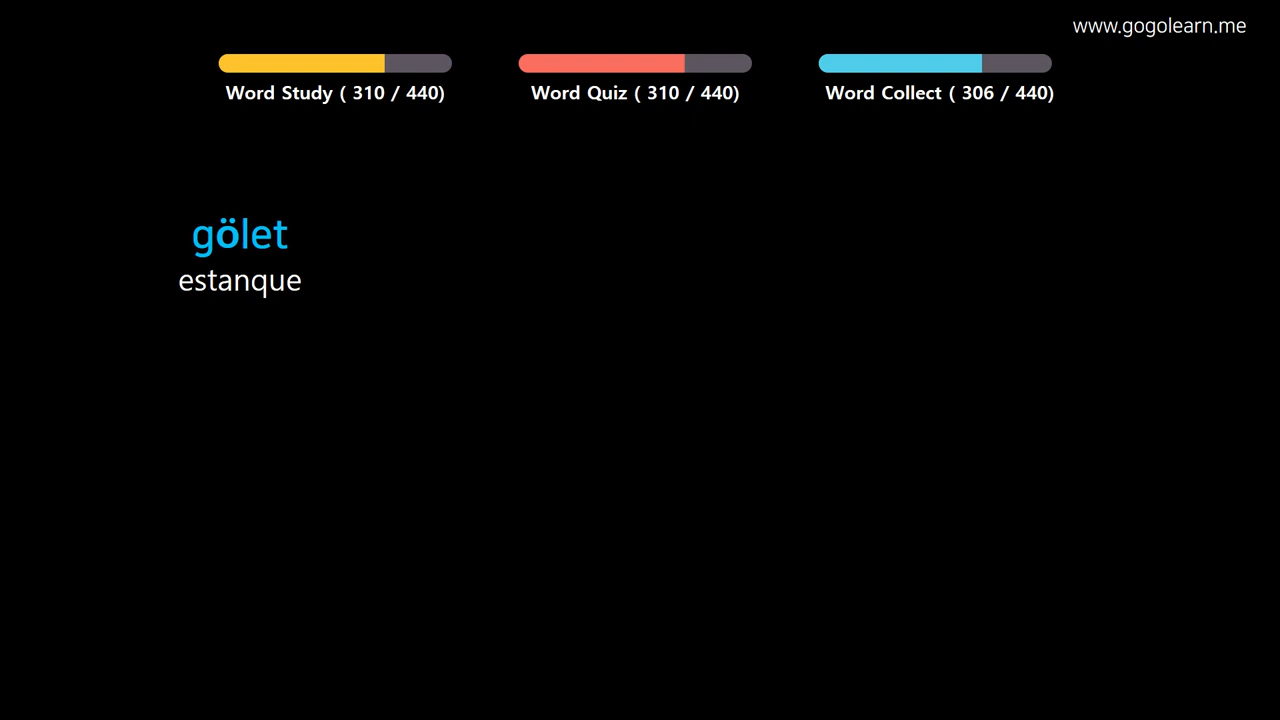 www.gogolearn.me
Word Study ( 310 / 440)
Word Quiz ( 310 / 440)
Word Collect ( 306 / 440)
gölet
estanque